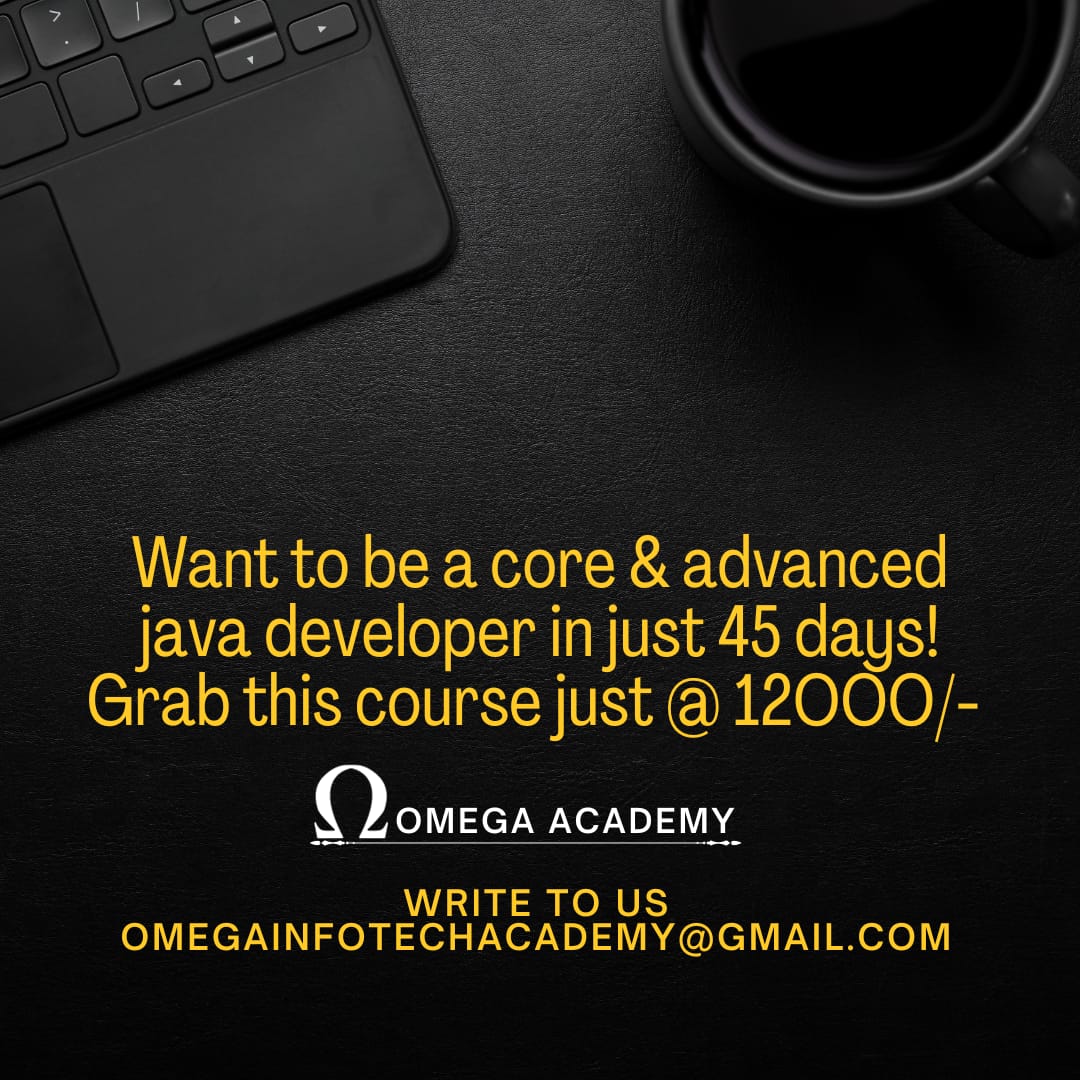 Want to be a core & advanced
java developer in just 45 days!
Grab this course just @ 12000/-
Ω OMEGA ACADEMY
WRITE TO US
OMEGAINFOTECHACADEMY@GMAIL.COM